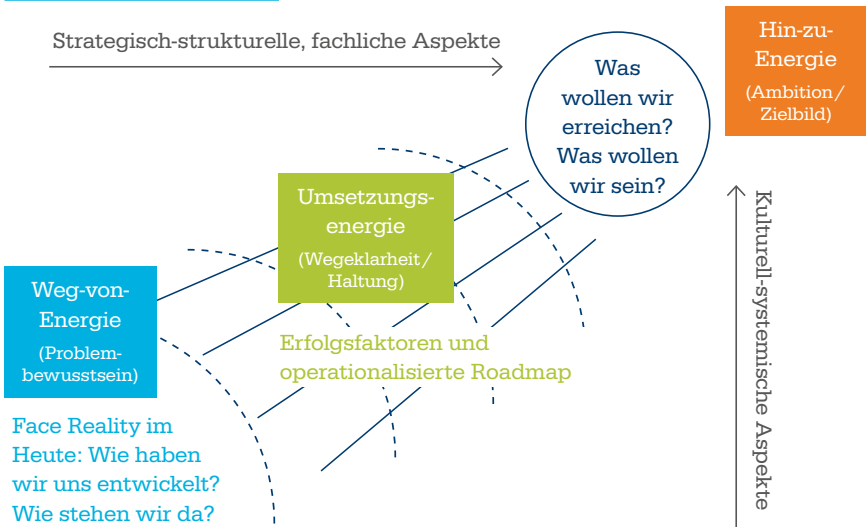 Strategisch-strukturelle, fachliche Aspekte
Hin-zu-
Energie
(Ambition /
Zielbild)
Was
wollen wir
erreichen?
Was wollen
wir sein?
Umsetzungs-
energie
(Wegeklarheit /
Haltung)
Kulturell-systemische Aspekte
Weg-von-
Energie
(Problem-
bewusstsein)
Erfolgsfaktoren und
operationalisierte Roadmap
Face Reality im
Heute: Wie haben
wir uns entwickelt?
Wie stehen wir da?